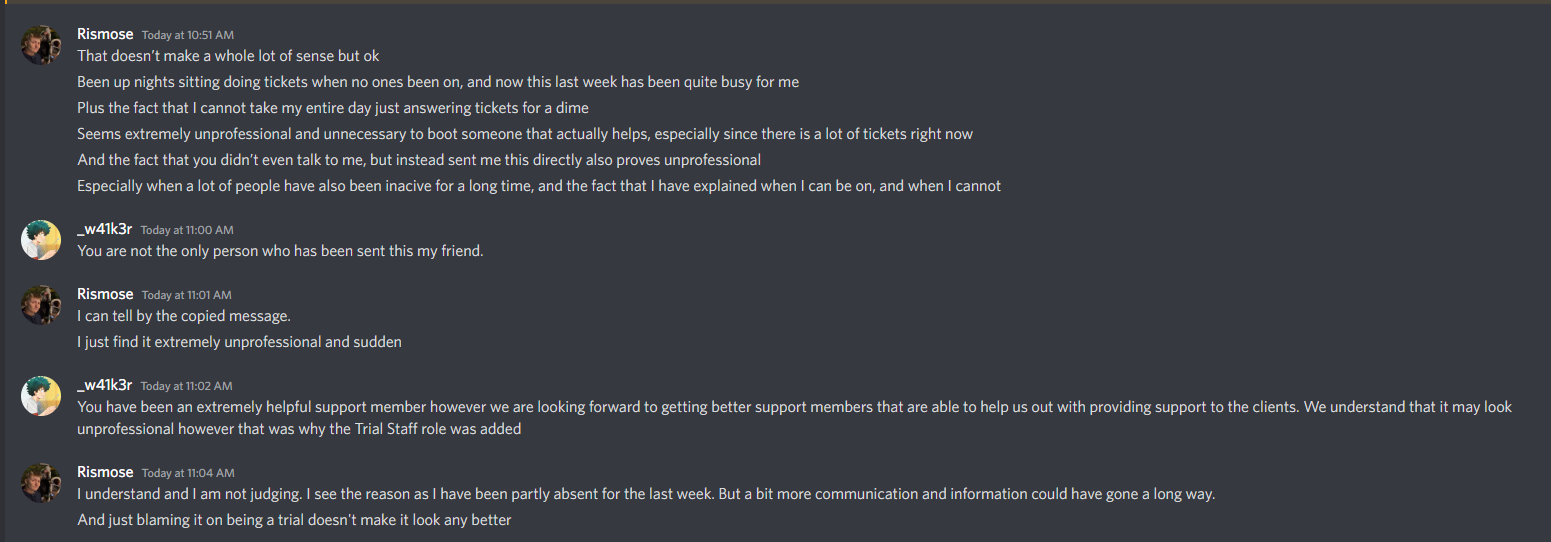 Rismose Today at 10:51 AM
That doesn't make a whole lot of sense but ok
Been up nights sitting doing tickets when no ones been on, and now this last week has been quite busy for me
Plus the fact that I cannot take my entire day just answering tickets for a dime
Seems extremely unprofessional and unnecessary to boot someone that actually helps, especially since there is a lot of tickets right now
And the fact that you didn't even talk to me, but instead sent me this directly also proves unprofessional
Especially when a lot of people have also been inacive for a long time, and the fact that I have explained when I can be on, and when I cannot
_w41k3r Today at 11:00 AM
You are not the only person who has been sent this my friend.
Rismose Today at 11:01 AM
I can tell by the copied message.
I just find it extremely unprofessional and sudden
_w41k3r Today at 11:02 AM
You have been an extremely helpful support member however we are looking forward to getting better support members that are able to help us out with providing support to the clients. We understand that it may look
unprofessional however that was why the Trial Staff role was added
Rismose Today at 11:04 AM
I understand and I am not judging. I see the reason as I have been partly absent for the last week. But a bit more communication and information could have gone a long way.
And just blaming it on being a trial doesn't make it look any better